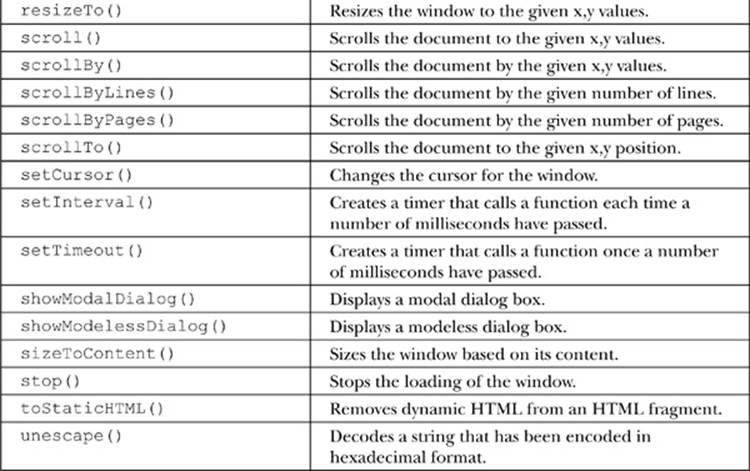 resizeTo() Resizes the window to the given x,y values.
scroll() Scrolls the document to the given x,y values.
scrollBy() Scrolls the document by the given x,y values.
scrollByLines() Scrolls the document by the given number of lines.
scrollByPages() Scrolls the document by the given number of pages.
scrollTo() Scrolls the document to the given x,y position.
setCursor() Changes the cursor for the window.
setInterval() Creates a timer that calls a function each time a
number of milliseconds have passed.
setTimeout() Creates a timer that calls a function once a number
of milliseconds have passed.
showModalDialog() Displays a modal dialog box.
showModelessDialog() Displays a modeless dialog box.
sizeToContent() Sizes the window based on its content.
stop() Stops the loading of the window.
toStaticHTML() Removes dynamic HTML from an HTML fragment.
unescape() Decodes a string that has been encoded in
hexadecimal format.